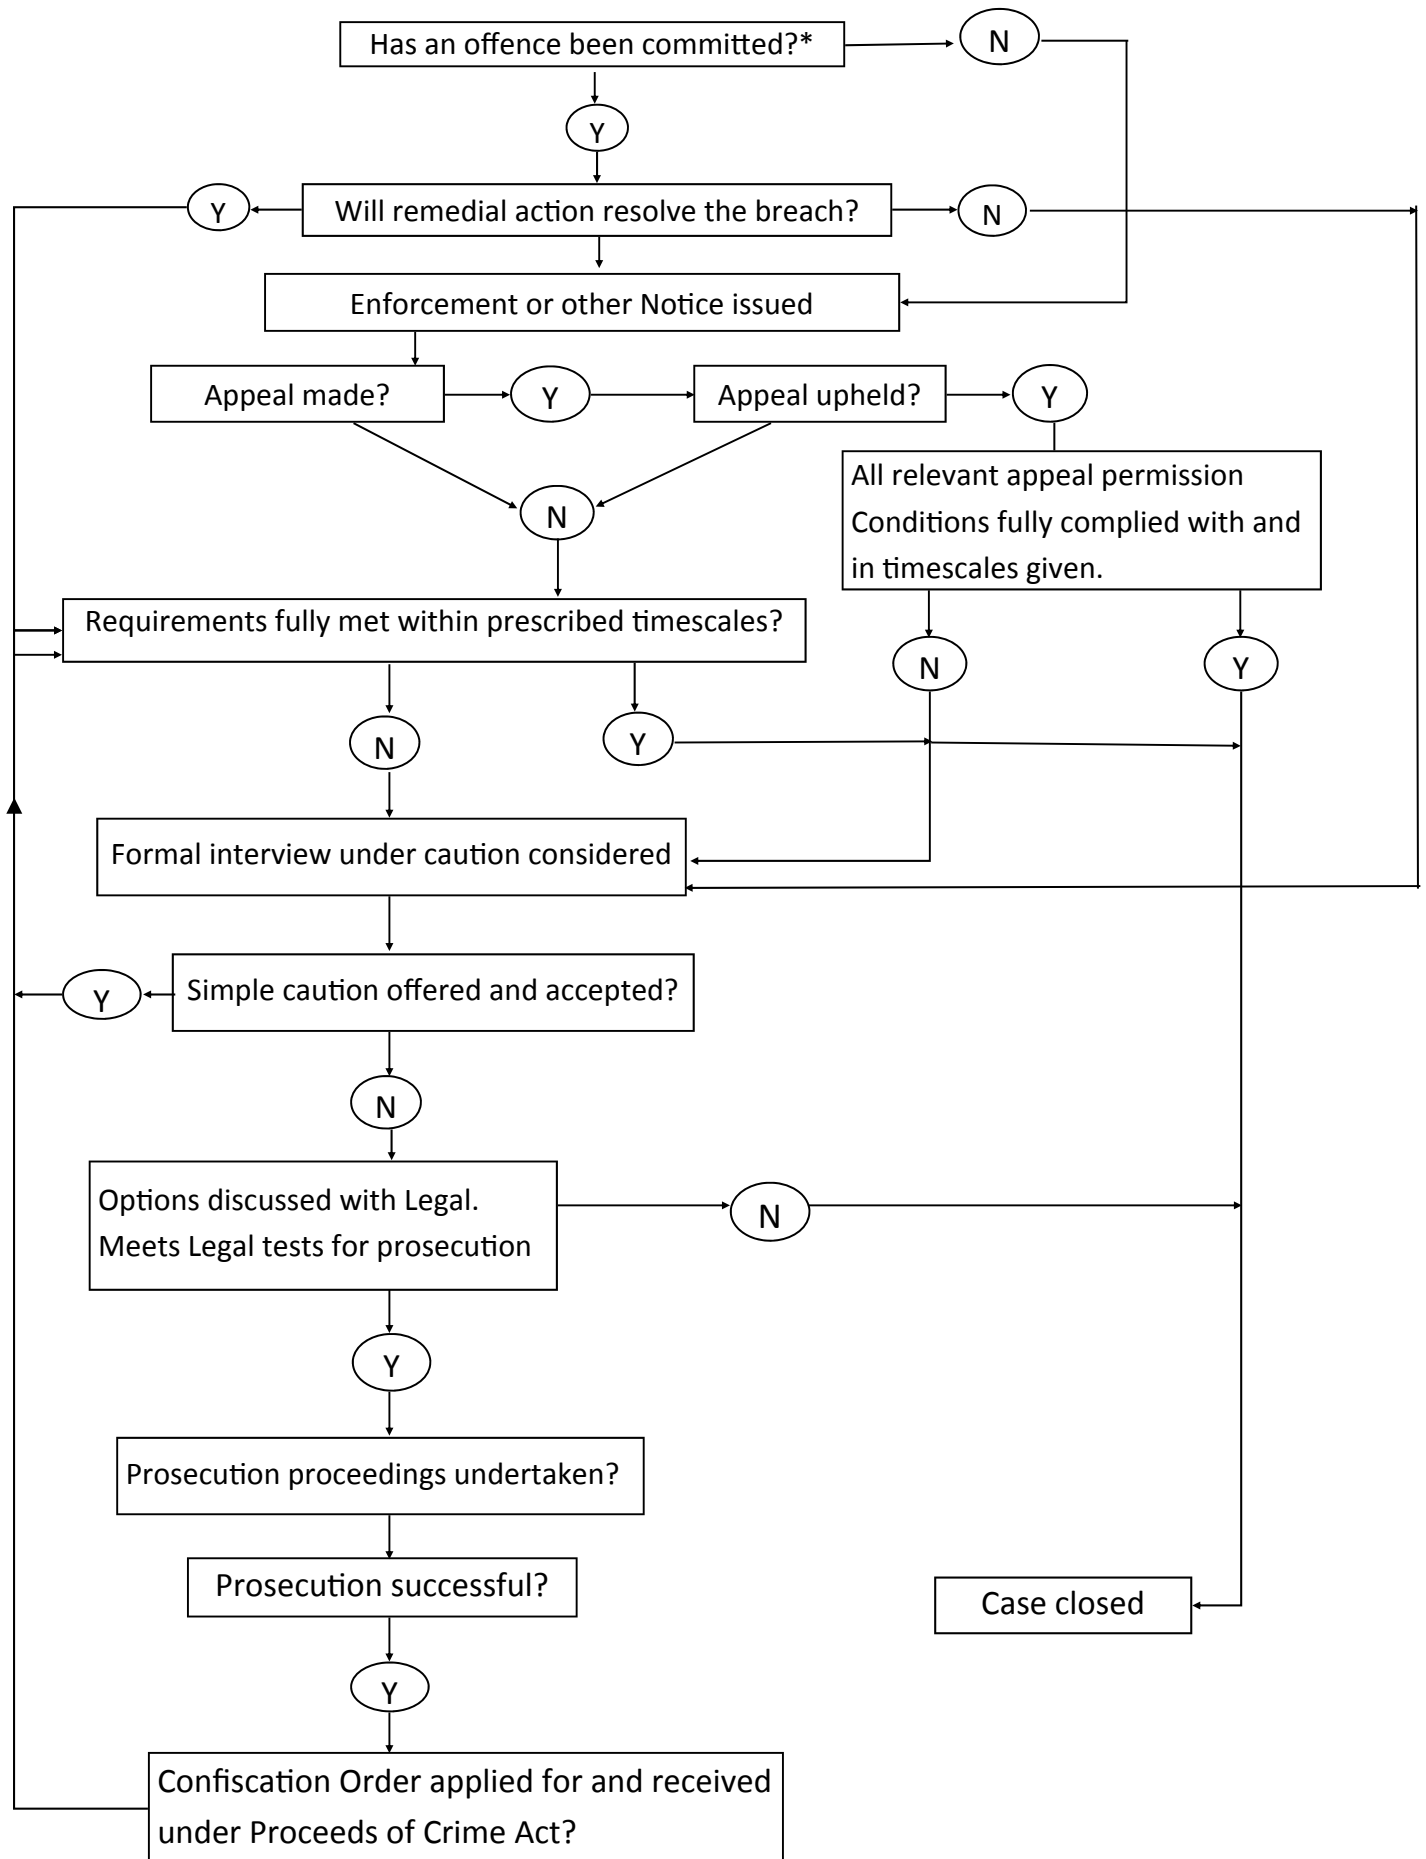 Has an offence been committed?*
N
Y
Y
Will remedial action resolve the breach?
N
Enforcement or other Notice issued
Appeal made?
Y
Appeal upheld?
Y
All relevant appeal permission
Conditions fully complied with and
in timescales given.
N
Requirements fully met within prescribed timescales?
N
Y
N
Y
Formal interview under caution considered
Y
Simple caution offered and accepted?
N
Options discussed with Legal.
Meets Legal tests for prosecution
N
Y
Prosecution proceedings undertaken?
Prosecution successful?
Case closed
Y
Confiscation Order applied for and received
under Proceeds of Crime Act?